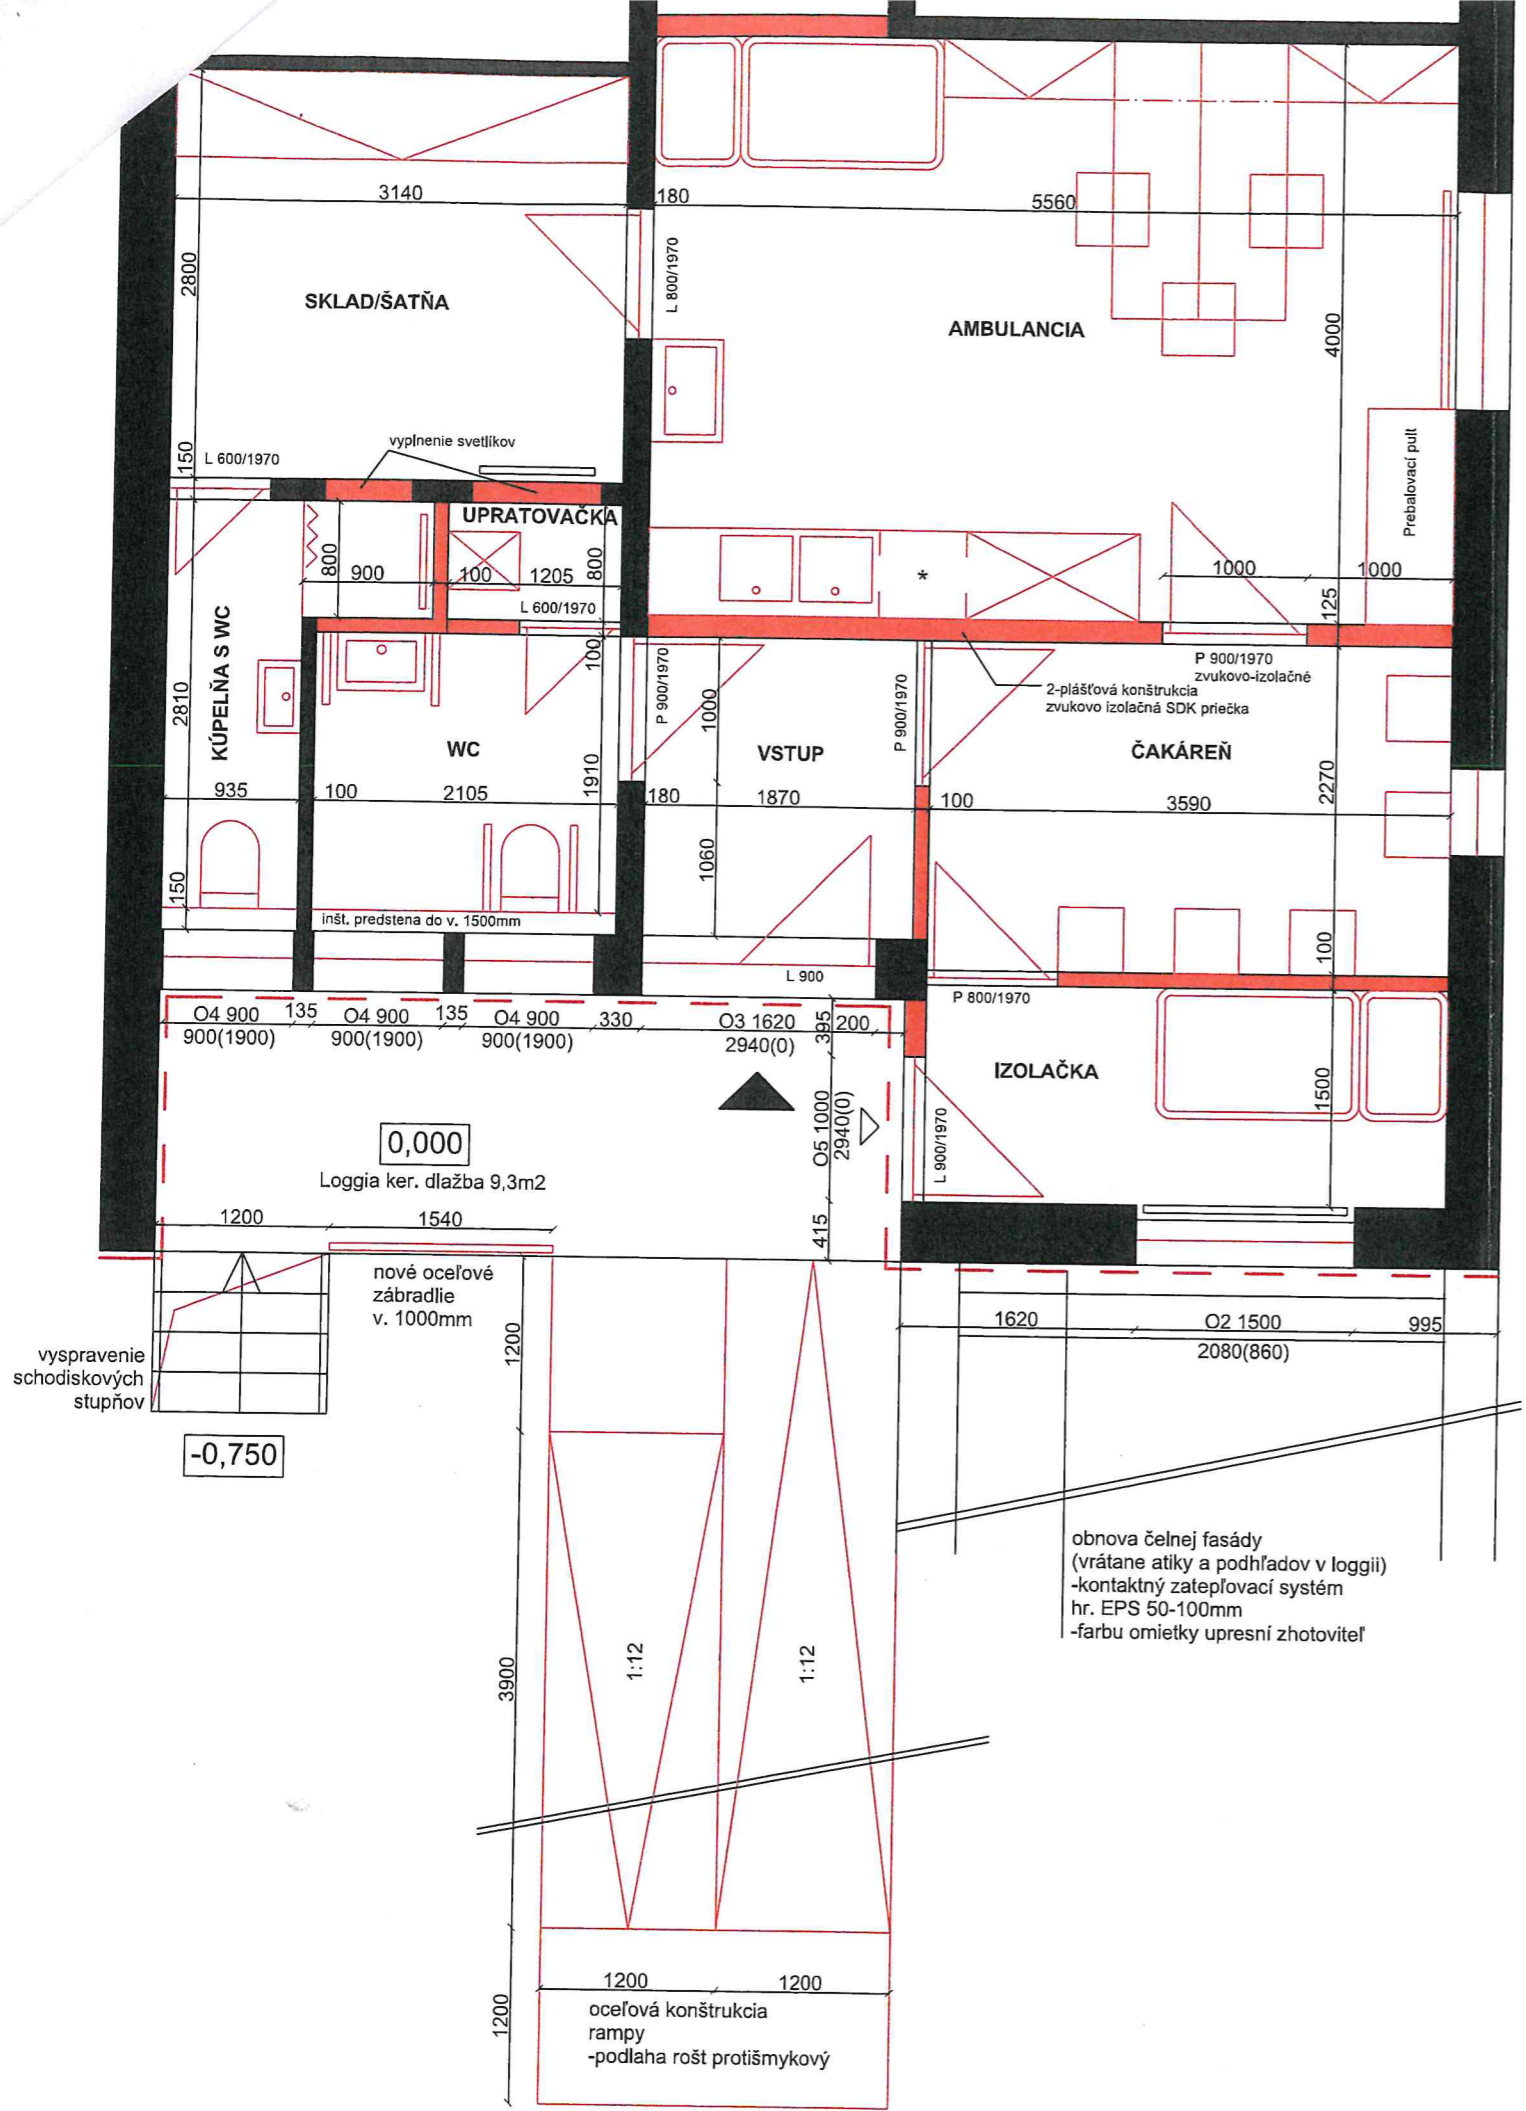 3140
180
5560
2800
L 800/1970
SKLAD/ŠATŇA
AMBULANCIA
4000
vyplnenie svetlíkov
150
L 600/1970
Prebalovací pult
UPRATOVAČKA
800
900
100
1205
800
*
1000
1000
125
L 600/1970
KÚPEĽŇA S WC
2810
100
P 900/1970
1000
P 900/1970
P 900/1970
zvukovo-izolačné
2-plášťová konštrukcia
zvukovo izolačná SDK priečka
WC
VSTUP
ČAKÁREŇ
1910
2270
935
100
2105
180
1870
100
3590
1060
150
inšt. predstena do v. 1500mm
100
L 900
P 800/1970
O4 900
900(1900)
135
O4 900
900(1900)
135
O4 900
900(1900)
330
O3 1620
2940(0)
395
200
IZOLAČKA
1500
O5 1000
2940(0)
L 900/1970
0,000
Loggia ker. dlažba 9,3m2
1200
1540
415
nové oceľové
zábradlie
v. 1000mm
1200
1620
O2 1500
2080(860)
995
vyspravenie
schodiskových
stupňov
-0,750
obnova čelnej fasády
(vrátane atiky a podhľadov v loggii)
-kontaktný zatepľovací systém
hr. EPS 50-100mm
-farbu omietky upresní zhotoviteľ
1:12
1:12
3900
1200
1200
1200
oceľová konštrukcia
rampy
-podlaha rošt protišmykový